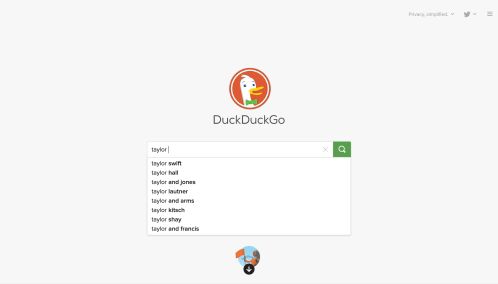 Privacy, simplified.
DuckDuckGo
taylor
taylor swift
taylor hall
taylor and jones
taylor lautner
taylor and arms
taylor kitsch
taylor shay
taylor and francis